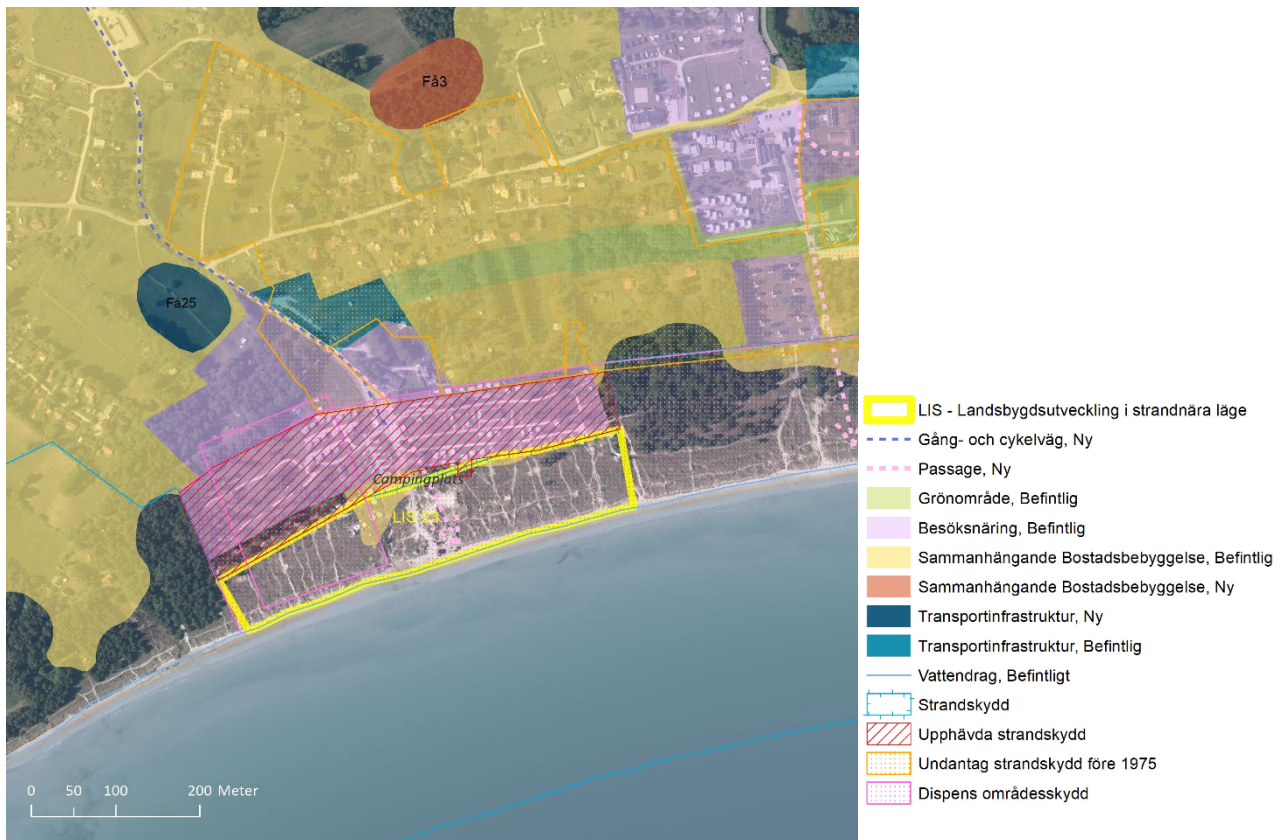 Få3
Få25
Campingplats
LIS 23
0 50 100 200 Meter
LIS - Landsbygdsutveckling i strandnära läge
Gång- och cykelväg, Ny
Passage, Ny
Grönområde, Befintlig
Besöksnäring, Befintlig
Sammanhängande Bostadsbebyggelse, Befintlig
Sammanhängande Bostadsbebyggelse, Ny
Transportinfrastruktur, Ny
Transportinfrastruktur, Befintlig
Vattendrag, Befintligt
Strandskydd
Upphävda strandskydd
Undantag strandskydd före 1975
Dispens områdesskydd